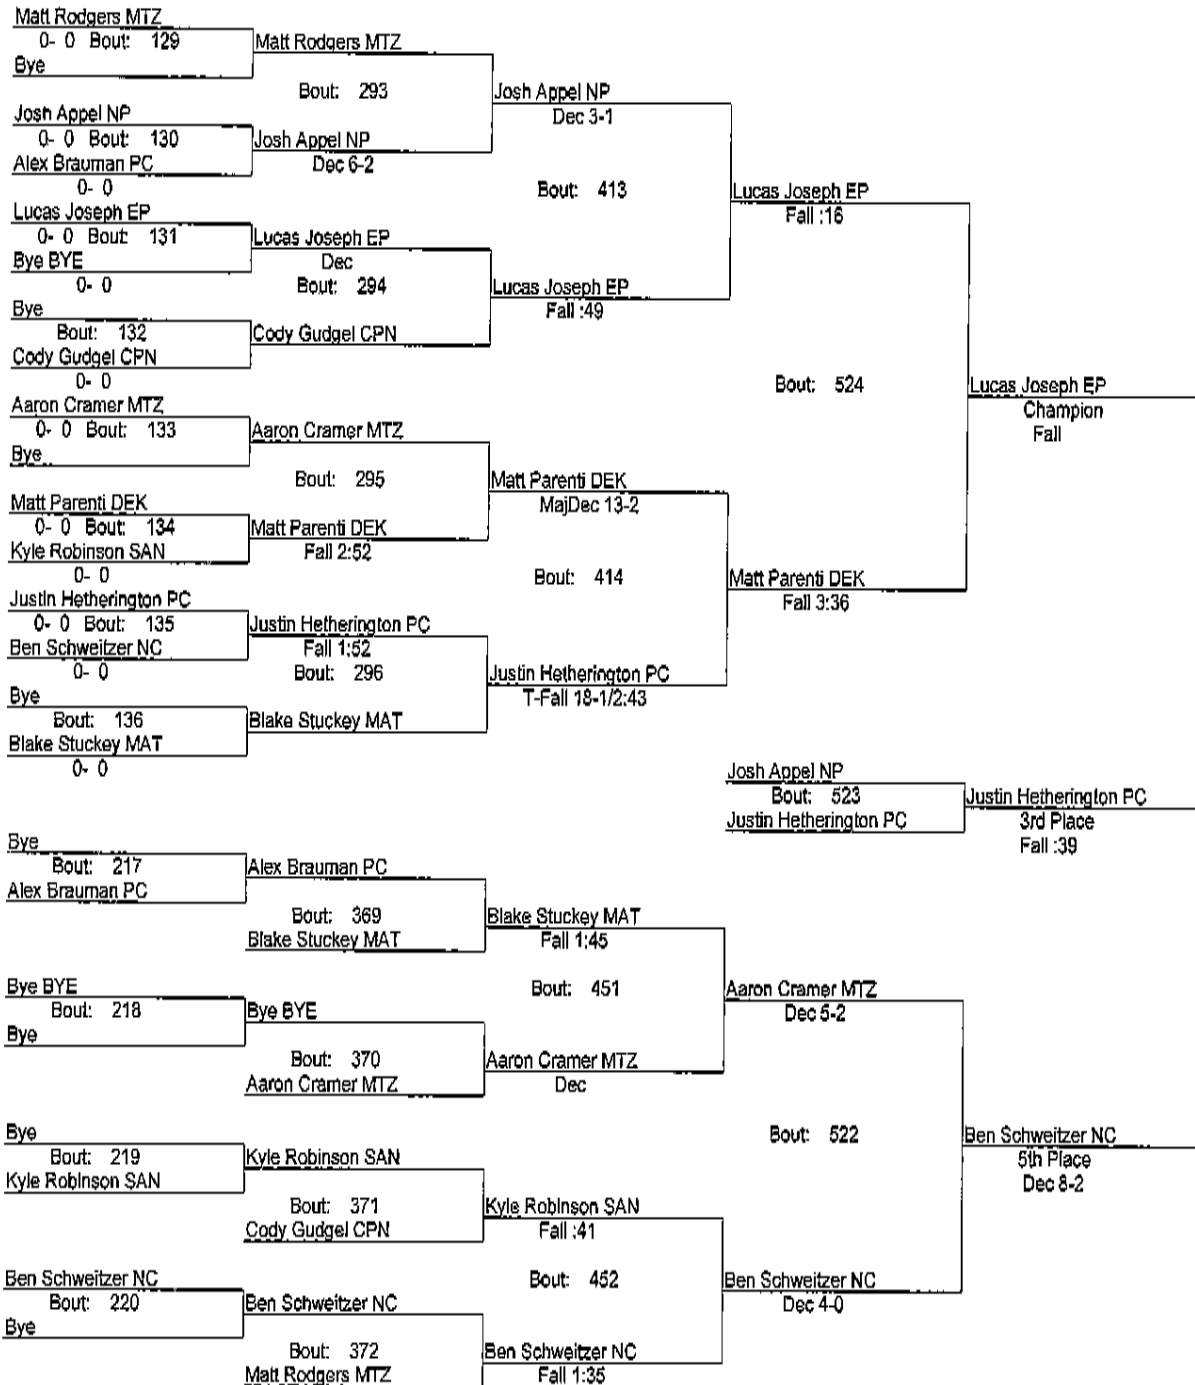 Matt Rodgers MTZ
0- 0 Bout: 129
Bye
Matt Rodgers MTZ
Bout: 293
Josh Appel NP
0- 0 Bout: 130
Alex Brauman PC
0- 0
Josh Appel NP
Dec 6-2
Josh Appel NP
Dec 3-1
Bout: 413
Lucas Joseph EP
0- 0 Bout: 131
Bye BYE
0- 0
Lucas Joseph EP
Dec
Bout: 294
Bye
Bout: 132
Cody Gudgel CPN
0- 0
Cody Gudgel CPN
Lucas Joseph EP
Fall :49
Lucas Joseph EP
Fall :16
Bout: 524
Lucas Joseph EP
Champion
Fall
Aaron Cramer MTZ
0- 0 Bout: 133
Bye
Aaron Cramer MTZ
Bout: 295
Matt Parenti DEK
0- 0 Bout: 134
Kyle Robinson SAN
0- 0
Matt Parenti DEK
Fall 2:52
Matt Parenti DEK
MajDec 13-2
Bout: 414
Justin Hetherington PC
0- 0 Bout: 135
Ben Schweitzer NC
0- 0
Justin Hetherington PC
Fall 1:52
Bout: 296
Bye
Bout: 136
Blake Stuckey MAT
0- 0
Blake Stuckey MAT
Justin Hetherington PC
T-Fall 18-1/2:43
Matt Parenti DEK
Fall 3:36
Josh Appel NP
Bout: 523
Justin Hetherington PC
Justin Hetherington PC
3rd Place
Fall :39
Bye
Bout: 217
Alex Brauman PC
Alex Brauman PC
Bout: 369
Blake Stuckey MAT
Blake Stuckey MAT
Fall 1:45
Bout: 451
Bye BYE
Bout: 218
Bye
Bye BYE
Bout: 370
Aaron Cramer MTZ
Aaron Cramer MTZ
Dec
Aaron Cramer MTZ
Dec 5-2
Bout: 522
Ben Schweitzer NC
5th Place
Dec 8-2
Bye
Bout: 219
Kyle Robinson SAN
Kyle Robinson SAN
Bout: 371
Cody Gudgel CPN
Kyle Robinson SAN
Fall :41
Bout: 452
Ben Schweitzer NC
Bout: 220
Bye
Ben Schweitzer NC
Bout: 372
Matt Rodgers MTZ
Ben Schweitzer NC
Fall 1:35
Ben Schweitzer NC
Dec 4-0